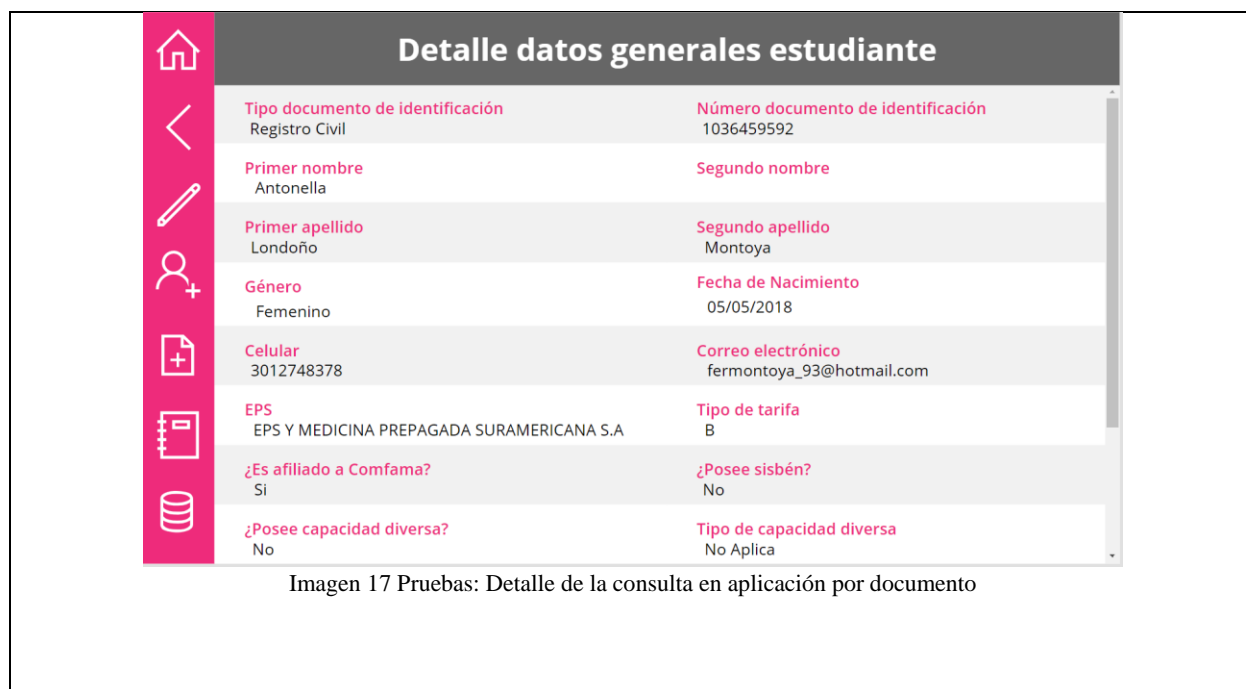 Detalle datos generales estudiante
Tipo documento de identificación Número documento de identificación
Registro Civil 1036459592
Primer nombre Segundo nombre
Antonella
Primer apellido Segundo apellido
Londoño Montoya
Género Fecha de Nacimiento
Femenino 05/05/2018
Celular Correo electrónico
3012748378 fermontoya_93@hotmail.com
EPS Tipo de tarifa
EPS Y MEDICINA PREPAGADA SURAMERICANA S.A B
¿Es afiliado a Comfama? ¿Posee sisbén?
Si No
¿Posee capacidad diversa? Tipo de capacidad diversa
No No Aplica
Imagen 17 Pruebas: Detalle de la consulta en aplicación por documento